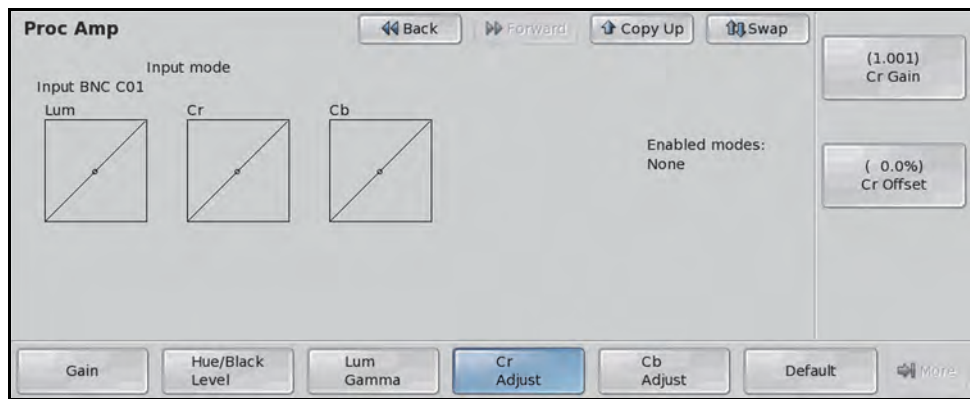 Proc Amp
Back
Forward
Copy Up
Swap
Input mode
Input BNC C01
Lum
Cr
Cb
Enabled modes:
None
(1.001)
Cr Gain
( 0.0%)
Cr Offset
Gain
Hue/Black
Level
Lum
Gamma
Cr
Adjust
Cb
Adjust
Default
More